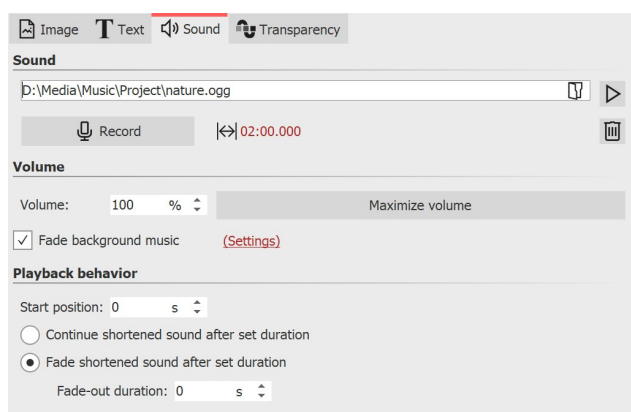 Image Text Sound Transparency
Sound
D:\Media\Music\Project\nature.ogg
Record 02:00.000
Volume
Volume: 100 % Maximize volume
Fade background music (Settings)
Playback behavior
Start position: 0 s
Continue shortened sound after set duration
Fade shortened sound after set duration
Fade-out duration: 0 s